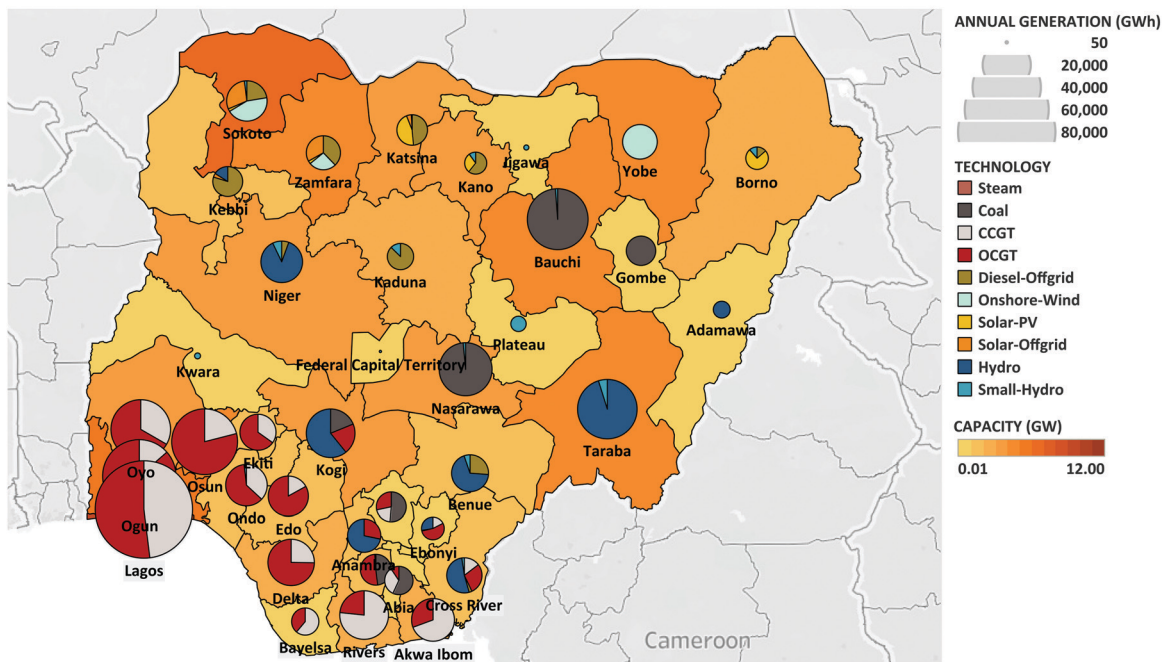 ANNUAL GENERATION (GWh)
50
20,000
40,000
60,000
80,000
TECHNOLOGY
Steam
Coal
CCGT
OCGT
Diesel-Offgrid
Onshore-Wind
Solar-PV
Solar-Offgrid
Hydro
Small-Hydro
CAPACITY (GW)
0.01 12.00
Sokoto
Zamfara
Katsina
Kano
Jigawa
Yobe
Borno
Kebbi
Niger
Kaduna
Bauchi
Gombe
Adamawa
Plateau
Kwara
Federal Capital Territory
Nasarawa
Taraba
Oyo
Osun
Ekiti
Kogi
Ogun
Ondo
Edo
Benue
Lagos
Ebonyi
Anambra
Delta
Abia
Cross River
Bayelsa
Rivers
Akwa Ibom
Cameroon